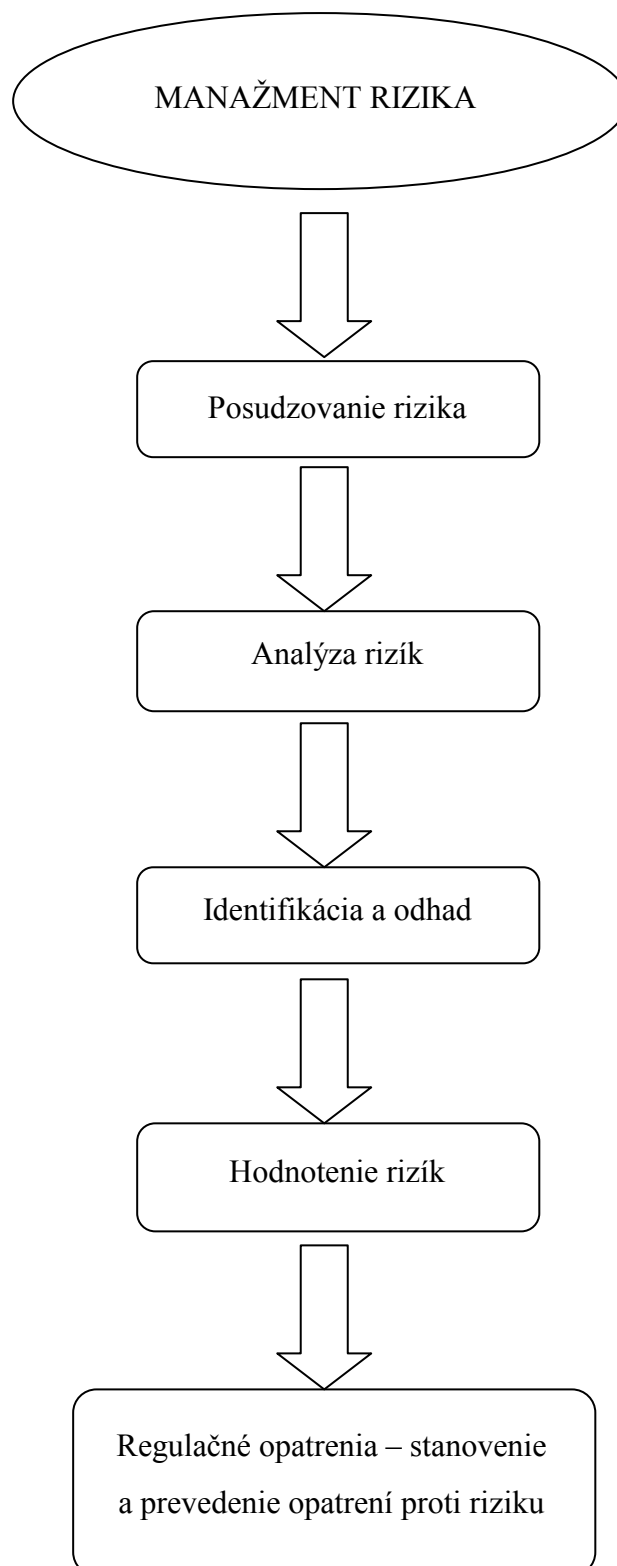 MANAŽMENT RIZIKA
Posudzovanie rizika
Analýza rizík
Identifikácia a odhad
Hodnotenie rizík
Regulačné opatrenia – stanovenie
a prevedenie opatrení proti riziku